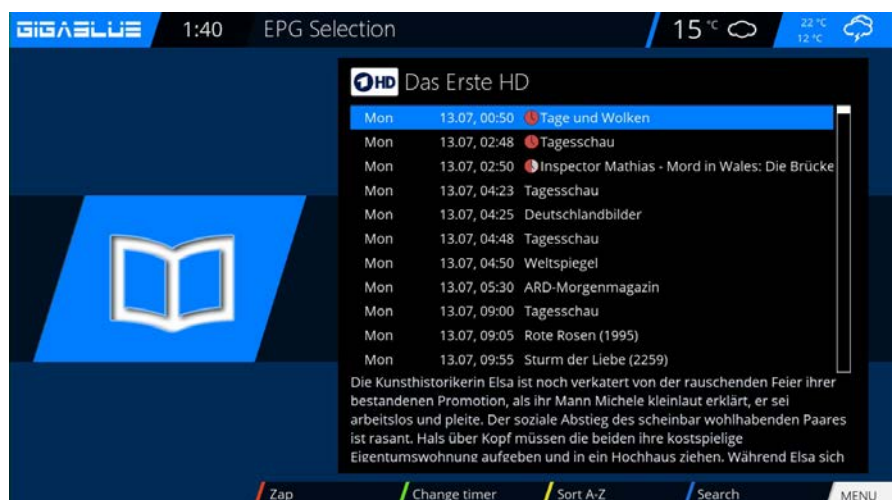 GIGABLUE 1:40 EPG Selection 15 °C 22 °C
12 °C
HD Das Erste HD
Mon 13.07, 00:50 Tage und Wolken
Mon 13.07, 02:48 Tagesschau
Mon 13.07, 02:50 Inspector Mathias - Mord in Wales: Die Brücke
Mon 13.07, 04:23 Tagesschau
Mon 13.07, 04:25 Deutschlandbilder
Mon 13.07, 04:48 Tagesschau
Mon 13.07, 04:50 Weltspiegel
Mon 13.07, 05:30 ARD-Morgenmagazin
Mon 13.07, 09:00 Tagesschau
Mon 13.07, 09:05 Rote Rosen (1995)
Mon 13.07, 09:55 Sturm der Liebe (2259)
Die Kunsthistorikerin Elsa ist noch verkatert von der rauschenden Feier ihrer
bestandenen Promotion, als ihr Mann Michele kleinlaut erklärt, er sei
arbeitslos und pleite. Der soziale Abstieg des scheinbar wohlhabenden Paares
ist rasant. Hals über Kopf müssen die beiden ihre kostspielige
Eigentumswohnung aufgeben und in ein Hochhaus ziehen. Während Elsa sich
Zap Change timer Sort A-Z Search MENU